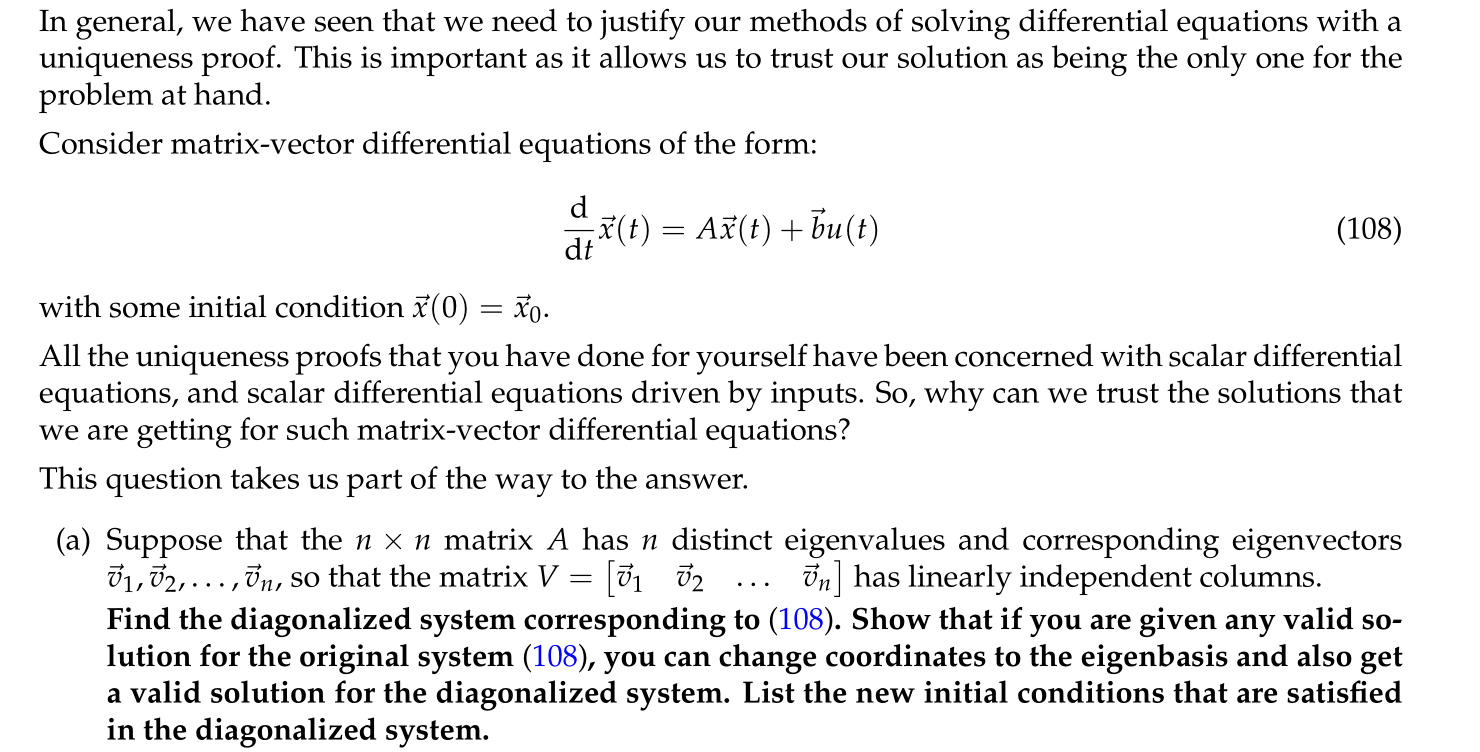 In general, we have seen that we need to justify our methods of solving differential equations with a
uniqueness proof. This is important as it allows us to trust our solution as being the only one for the
problem at hand.
Consider matrix-vector differential equations of the form:
$$\frac{\mathrm{d}}{\mathrm{d}t}\vec{x}(t) = A\vec{x}(t) + \vec{b}u(t)$$ (108)
with some initial condition $\vec{x}(0) = \vec{x}_0$.
All the uniqueness proofs that you have done for yourself have been concerned with scalar differential
equations, and scalar differential equations driven by inputs. So, why can we trust the solutions that
we are getting for such matrix-vector differential equations?
This question takes us part of the way to the answer.
(a) Suppose that the $n \times n$ matrix $A$ has $n$ distinct eigenvalues and corresponding eigenvectors
$\vec{v}_1, \vec{v}_2, \ldots, \vec{v}_n$, so that the matrix $V = [\vec{v}_1 \quad \vec{v}_2 \quad \ldots \quad \vec{v}_n]$ has linearly independent columns.
Find the diagonalized system corresponding to (108). Show that if you are given any valid so-
lution for the original system (108), you can change coordinates to the eigenbasis and also get
a valid solution for the diagonalized system. List the new initial conditions that are satisfied
in the diagonalized system.